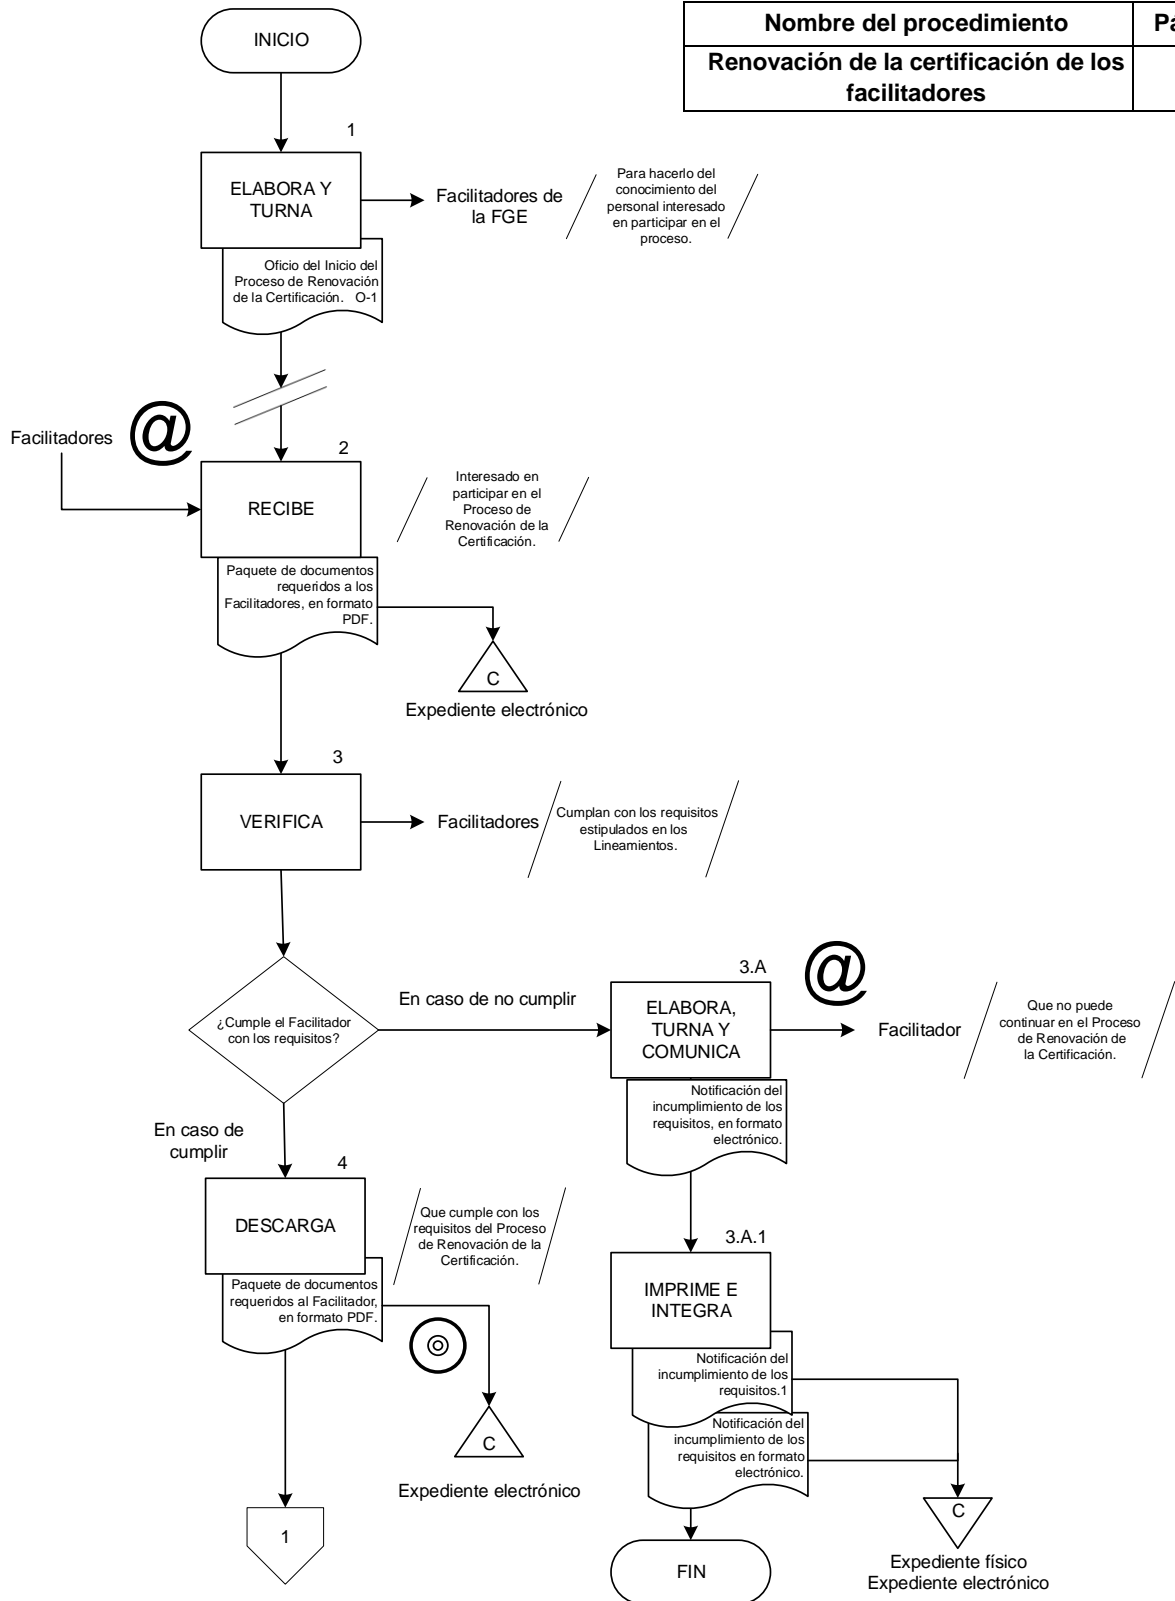 Nombre del procedimiento
Renovación de la certificación de los
facilitadores
INICIO
1
ELABORA Y
TURNA
Facilitadores de
la FGE
Para hacerlo del
conocimiento del
personal interesado
en participar en el
proceso.
Oficio del Inicio del
Proceso de Renovación
de la Certificación. O-1
Facilitadores
@
2
RECIBE
Interesado en
participar en el
Proceso de
Renovación de la
Certificación.
Paquete de documentos
requeridos a los
Facilitadores, en formato
PDF.
C
Expediente electrónico
3
VERIFICA
Facilitadores
Cumplan con los requisitos
estipulados en los
Lineamientos.
¿Cumple el Facilitador
con los requisitos?
En caso de no cumplir
3.A
ELABORA,
TURNA Y
COMUNICA
@
Facilitador
Que no puede
continuar en el Proceso
de Renovación de
la Certificación.
Notificación del
incumplimiento de los
requisitos, en formato
electrónico.
En caso de
cumplir
4
DESCARGA
Que cumple con los
requisitos del Proceso
de Renovación de la
Certificación.
Paquete de documentos
requeridos al Facilitador,
en formato PDF.
C
Expediente electrónico
1
3.A.1
IMPRIME E
INTEGRA
Notificación del
incumplimiento de los
requisitos.1
Notificación del
incumplimiento de los
requisitos en formato
electrónico.
C
Expediente físico
Expediente electrónico
FIN